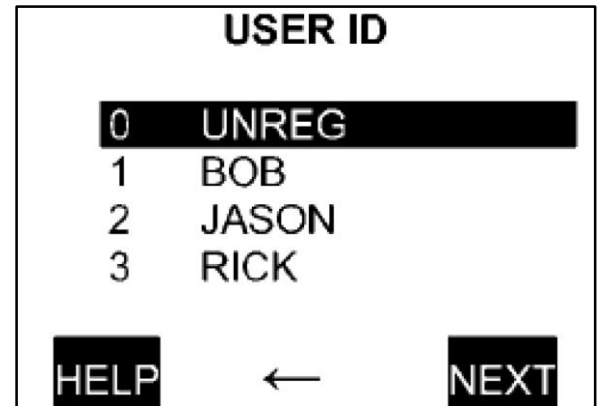 USER ID
0 UNREG
1 BOB
2 JASON
3 RICK
HELP ← NEXT